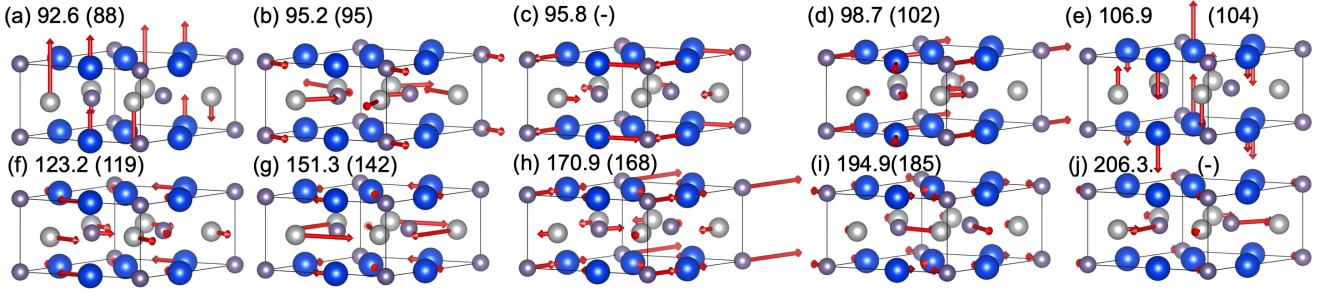 (a) 92.6 (88)
(b) 95.2 (95)
(c) 95.8 (-)
(d) 98.7 (102)
(e) 106.9 (104)
(f) 123.2 (119)
(g) 151.3 (142)
(h) 170.9 (168)
(i) 194.9(185)
(j) 206.3. (-)